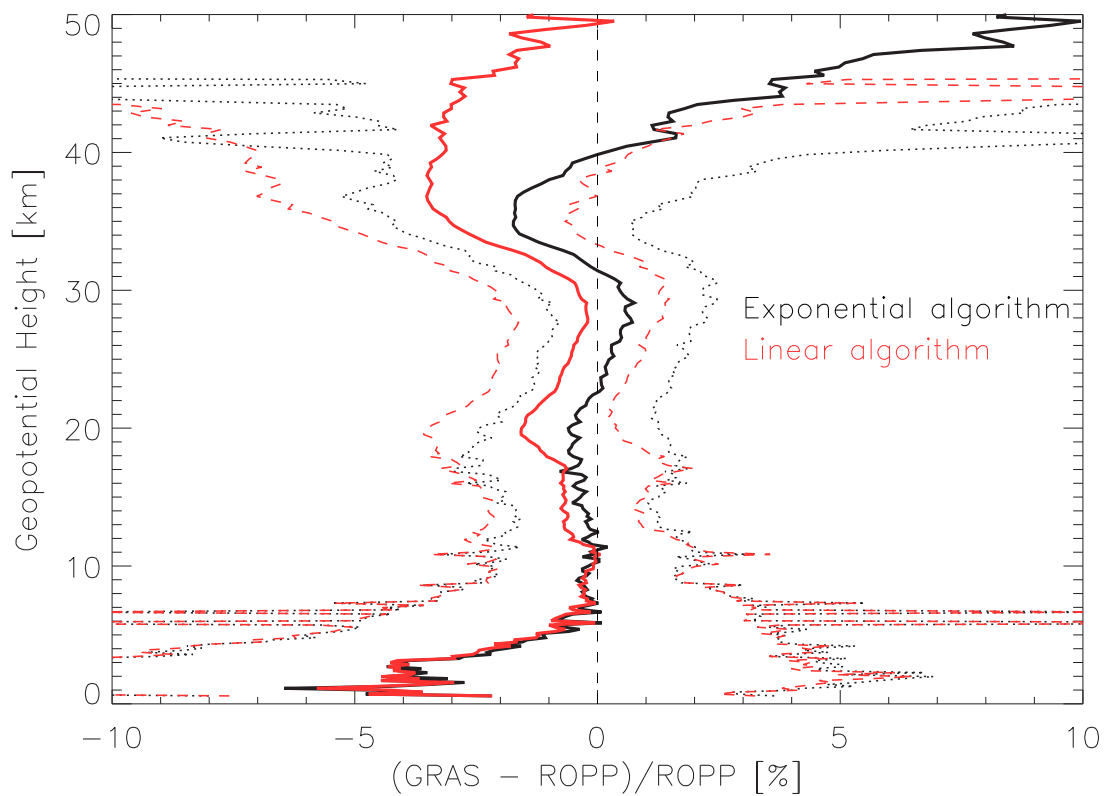 50
40
30
20
10
0
Geopotential Height [km]
Exponential algorithm
Linear algorithm
−10
−5
0
5
10
(GRAS − ROPP)/ROPP [%]